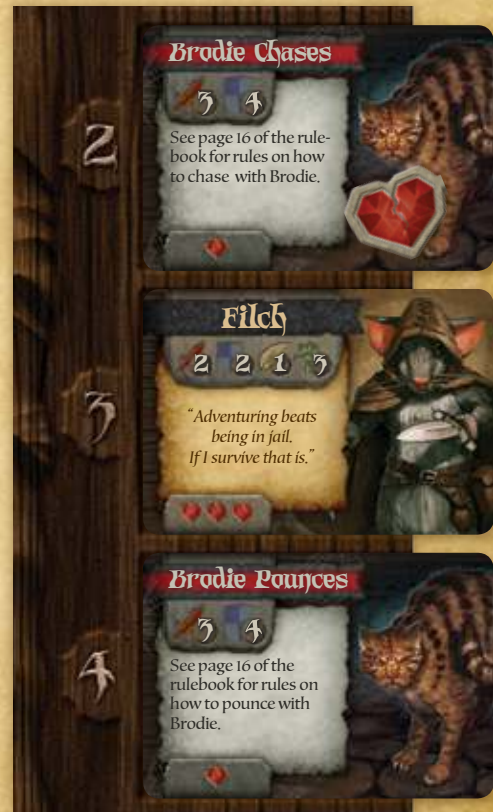 2
Brodie Chases
3 4
See page 16 of the rule-
book for rules on how
to chase with Brodie.
3
Filch
2 2 1 3
“Adventuring beats
being in jail.
If I survive that is.”
4
Brodie Pounces
3 4
See page 16 of the
rulebook for rules on
how to pounce with
Brodie.